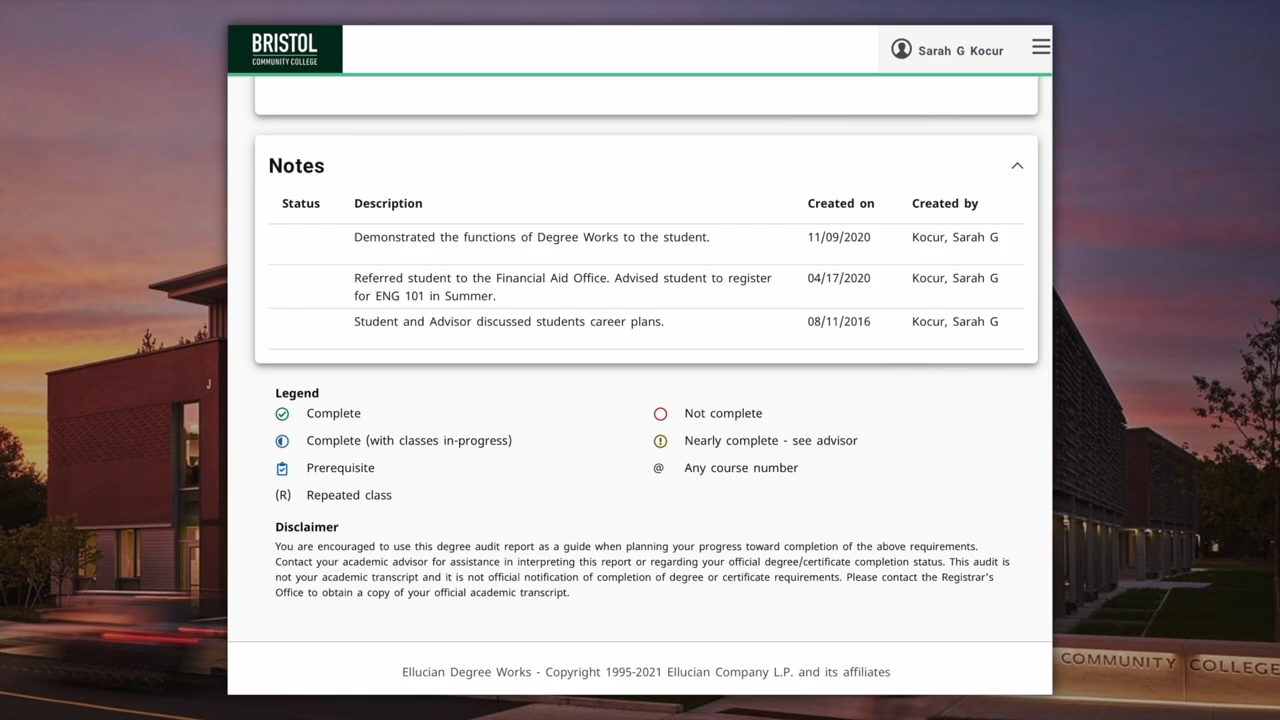 BRISTOL
COMMUNITY COLLEGE
Sarah G Kocur
Notes
Status Description Created on Created by
Demonstrated the functions of Degree Works to the student. 11/09/2020 Kocur, Sarah G
Referred student to the Financial Aid Office. Advised student to register 04/17/2020 Kocur, Sarah G
for ENG 101 in Summer.
Student and Advisor discussed students career plans. 08/11/2016 Kocur, Sarah G
J
Legend
Complete Not complete
Complete (with classes in-progress) Nearly complete - see advisor
Prerequisite @ Any course number
(R) Repeated class
Disclaimer
You are encouraged to use this degree audit report as a guide when planning your progress toward completion of the above requirements.
Contact your academic advisor for assistance in interpreting this report or regarding your official degree/certificate completion status. This audit is
not your academic transcript and it is not official notification of completion of degree or certificate requirements. Please contact the Registrar's
Office to obtain a copy of your official academic transcript.
COMMUNITY COLLEGE
Ellucian Degree Works - Copyright 1995-2021 Ellucian Company L.P. and its affiliates